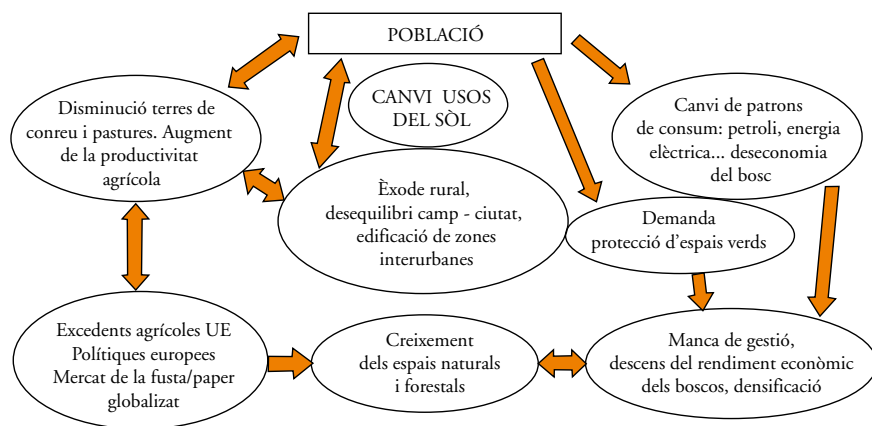 POBLACIÓ
CANVI USOS
DEL SÒL
Disminució terres de
conreu i pastures. Augment
de la productivitat
agrícola
Canvi de patrons
de consum: petroli, energia
elèctrica... deseconomia
del bosc
Èxode rural,
desequilibri camp - ciutat,
edificació de zones
interurbanes
Demanda
protecció d’espais verds
Excedents agrícoles UE
Polítiques europees
Mercat de la fusta/paper
globalizat
Creixement
dels espais naturals
i forestals
Manca de gestió,
descens del rendiment econòmic
dels boscos, densificació